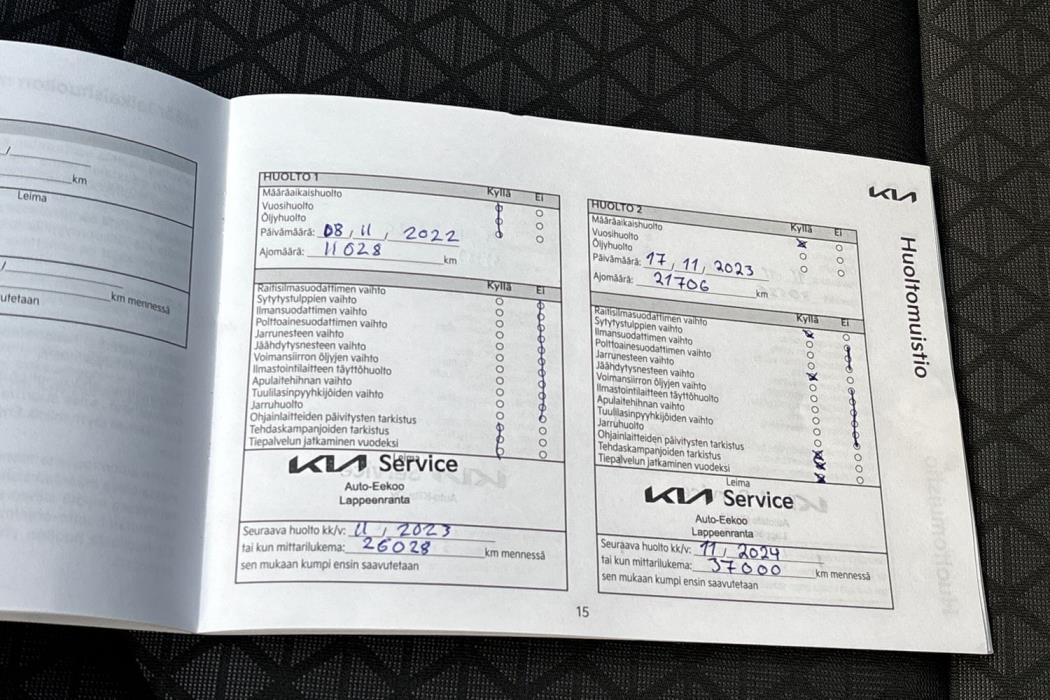 km
Leima
km mennessä
utetaan
HUOLTO 1
Kyllä Ei
Määräaikaishuolto
Vuosihuolto
Öljyhuolto
Päivämäärä: 08, 11, 2022
Ajomäärä: 11028 km
Kyllä Ei
Raitisilmasuodattimen vaihto
Sytytystulppien vaihto
Ilmansuodattimen vaihto
Polttoainesuodattimen vaihto
Jarrunesteen vaihto
Jäähdytysnesteen vaihto
Voimansiirron öljyjen vaihto
Ilmastointilaitteen täyttöhuolto
Apulaitehihnan vaihto
Tuulilasinpyyhkijöiden vaihto
Jarruhuolto
Ohjainlaitteiden päivitysten tarkistus
Tehdaskampanjoiden tarkistus
Tiepalvelun jatkaminen vuodeksi
Leima
KIA Service
Auto-Eekoo
Lappeenranta
Seuraava huolto kk/v: 11, 2023
tai kun mittarilukema: 26028 km mennessä
sen mukaan kumpi ensin saavutetaan
HUOLTO 2
Kyllä Ei
Määräaikaishuolto
Vuosihuolto
Öljyhuolto
Päivämäärä: 17, 11, 2023
Ajomäärä: 21706 km
Kyllä Ei
Raitisilmasuodattimen vaihto
Sytytystulppien vaihto
Ilmansuodattimen vaihto
Polttoainesuodattimen vaihto
Jarrunesteen vaihto
Jäähdytysnesteen vaihto
Voimansiirron öljyjen vaihto
Ilmastointilaitteen täyttöhuolto
Apulaitehihnan vaihto
Tuulilasinpyyhkijöiden vaihto
Jarruhuolto
Ohjainlaitteiden päivitysten tarkistus
Tehdaskampanjoiden tarkistus
Tiepalvelun jatkaminen vuodeksi
Leima
KIA Service
Auto-Eekoo
Lappeenranta
Seuraava huolto kk/v: 11, 2024
tai kun mittarilukema: 37000 km mennessä
sen mukaan kumpi ensin saavutetaan
KIA
Huoltomuistio
15